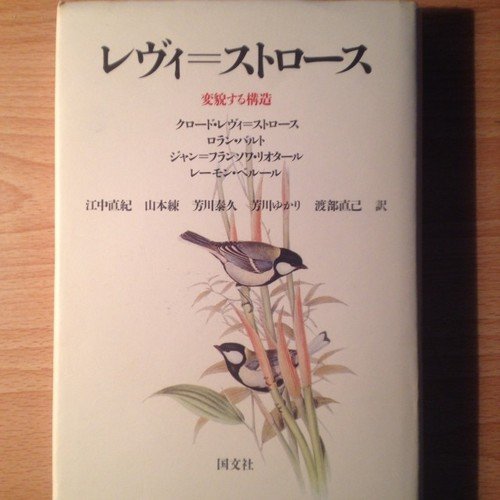 レヴィ=ストロース
変貌する構造
クロード・レヴィ=ストロース
ロラン・バルト
ジャン=フランソワ・リオタール
レーモン・ベルール
江中直紀 山本練 芳川泰久 芳川ゆかり 渡部直己 訳
国文社